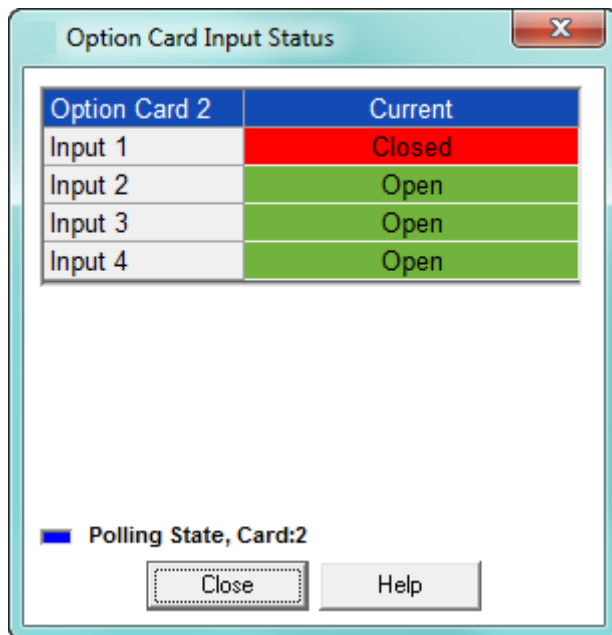 Option Card Input Status
Option Card 2 Current
Input 1 Closed
Input 2 Open
Input 3 Open
Input 4 Open
Polling State, Card:2
Close Help